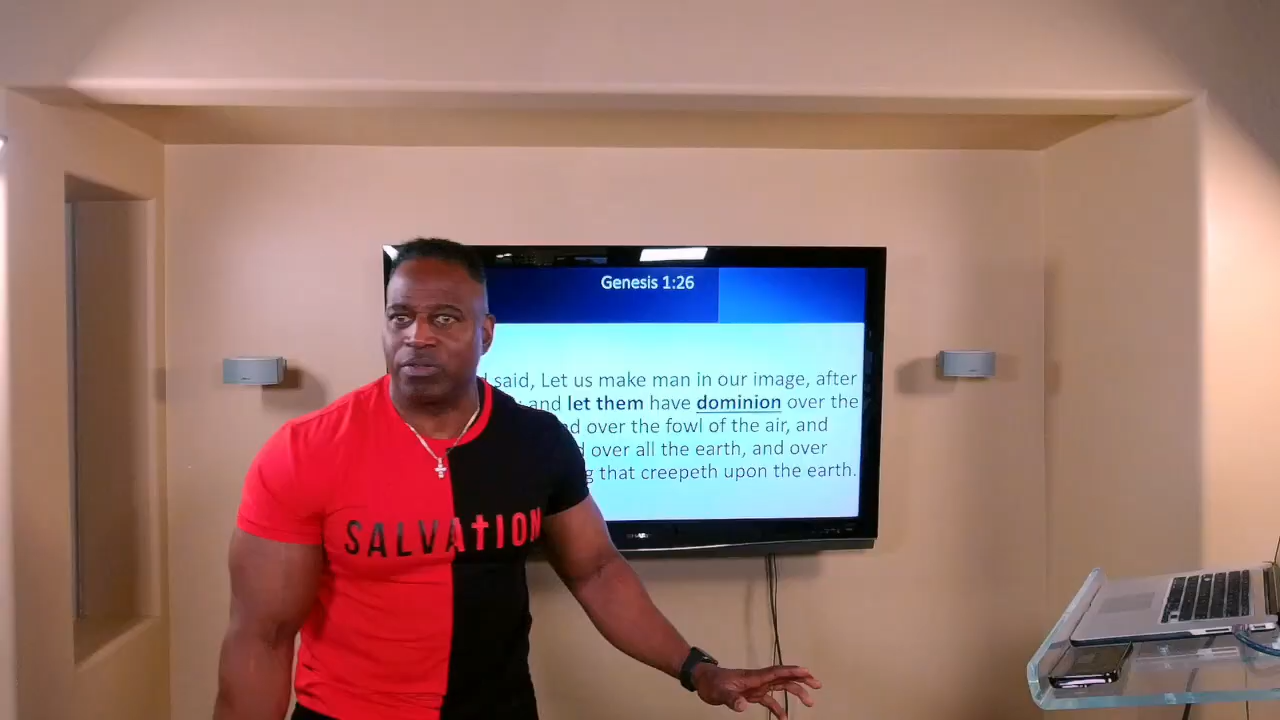 Genesis 1:26
said, Let us make man in our image, after
and let them have dominion over the
over the fowl of the air, and
over all the earth, and over
that creepeth upon the earth.
SALVATION
SHARP